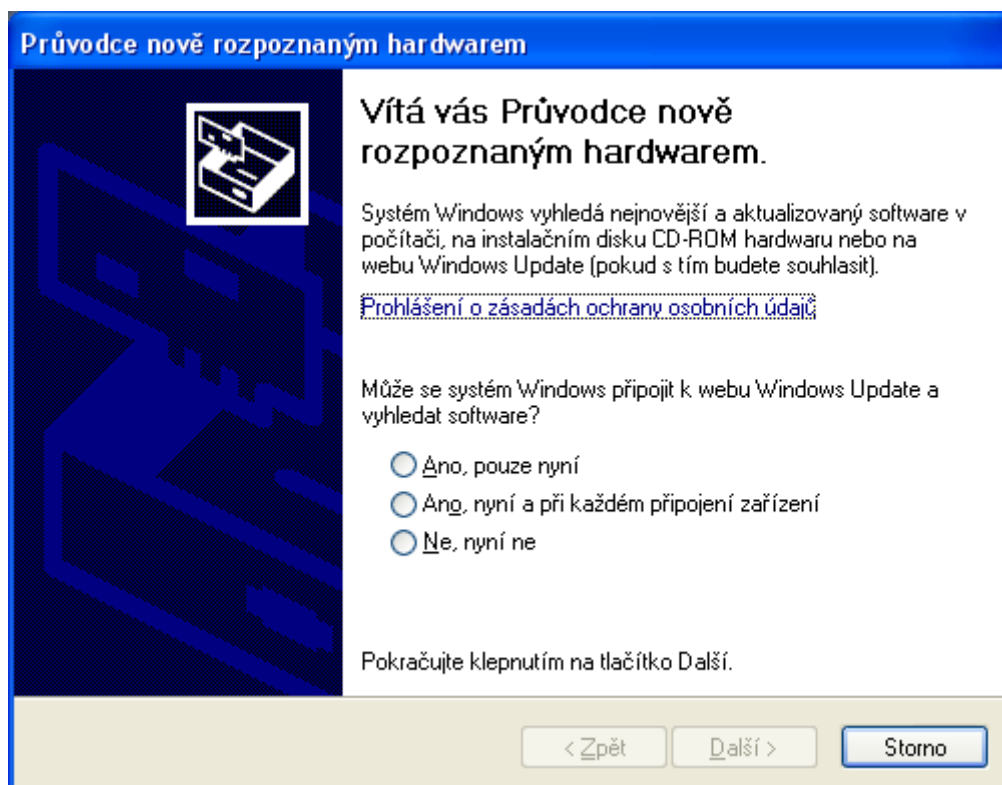 Průvodce nově rozpoznaným hardwarem
Vítá vás Průvodce nově
rozpoznaným hardwarem.
Systém Windows vyhledá nejnovější a aktualizovaný software v
počítači, na instalačním disku CD-ROM hardwaru nebo na
webu Windows Update (pokud s tím budete souhlasit).
Prohlášení o zásadách ochrany osobních údajů
Může se systém Windows připojit k webu Windows Update a
vyhledat software?
Ano, pouze nyní
Ano, nyní a při každém připojení zařízení
Ne, nyní ne
Pokračujte klepnutím na tlačítko Další.
< Zpět
Další >
Storno